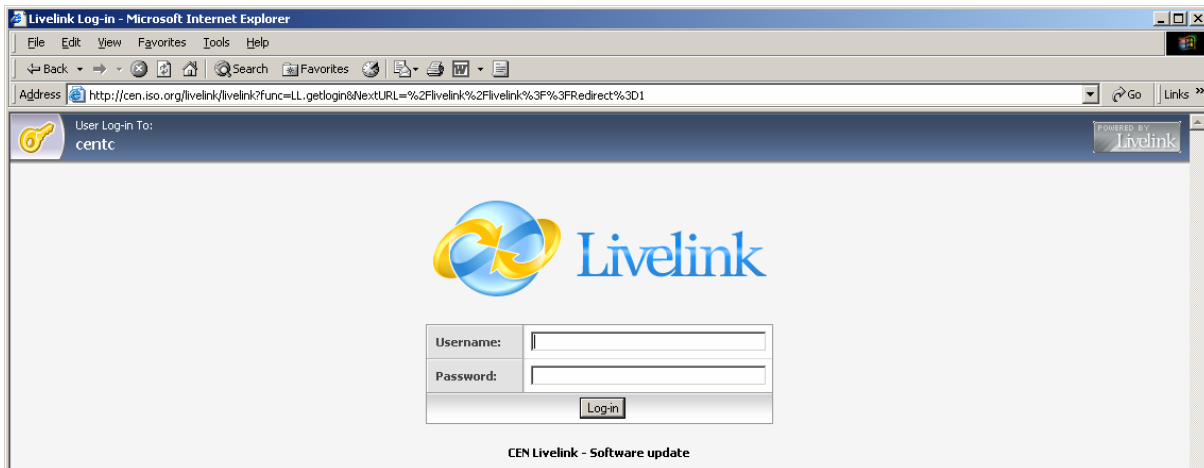 Livelink Log-in - Microsoft Internet Explorer
File Edit View Favorites Tools Help
Back Search Favorites
Address http://cen.iso.org/livelink/livelink?func=LL.getlogin&NextURL=%2Flivelink%2Flivelink%3F%3FRedirect%3D1 Go Links »
User Log-in To:
centc
POWERED BY
Livelink
Livelink
Username:
Password:
Log-in
CEN Livelink - Software update